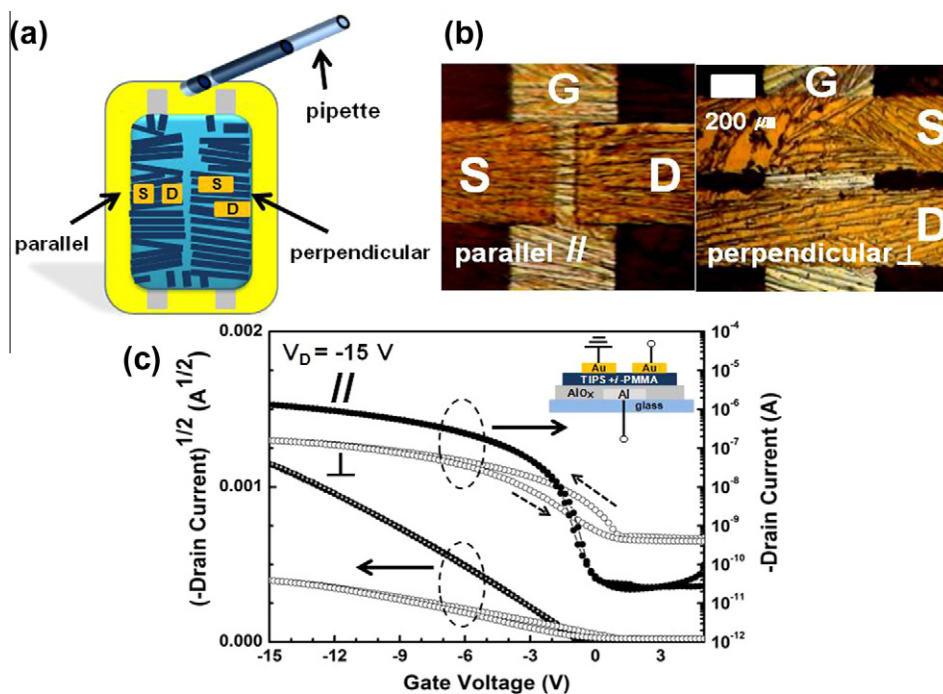 (a)
pipette
S D
S
D
parallel
perpendicular
(b)
G
S D
parallel //
G
200 ㎛
S
D
perpendicular ⊥
(c)
V_D = -15 V
//
⊥
Au Au
TIPS +i -PMMA
AlOx Al
glass
0.002
0.001
0.000
(-Drain Current)^1/2 (A^1/2)
10^-4
10^-5
10^-6
10^-7
10^-8
10^-9
10^-10
10^-11
10^-12
-Drain Current (A)
-15 -12 -9 -6 -3 0 3
Gate Voltage (V)